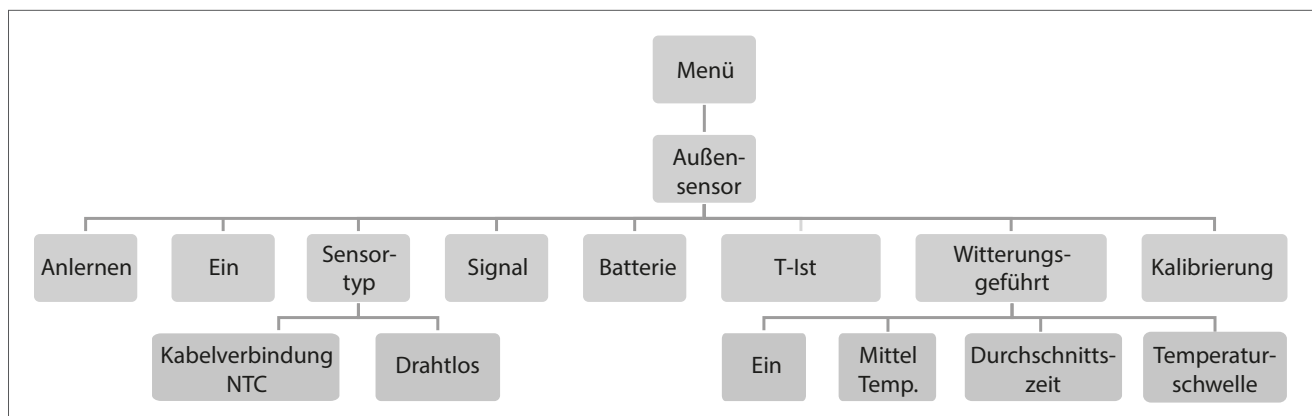 Menü
Außen-
sensor
Anlernen
Ein
Sensor-
typ
Signal
Batterie
T-Ist
Witterungs-
geführt
Kalibrierung
Kabelverbindung
NTC
Drahtlos
Ein
Mittel
Temp.
Durchschnitts-
zeit
Temperatur-
schwelle